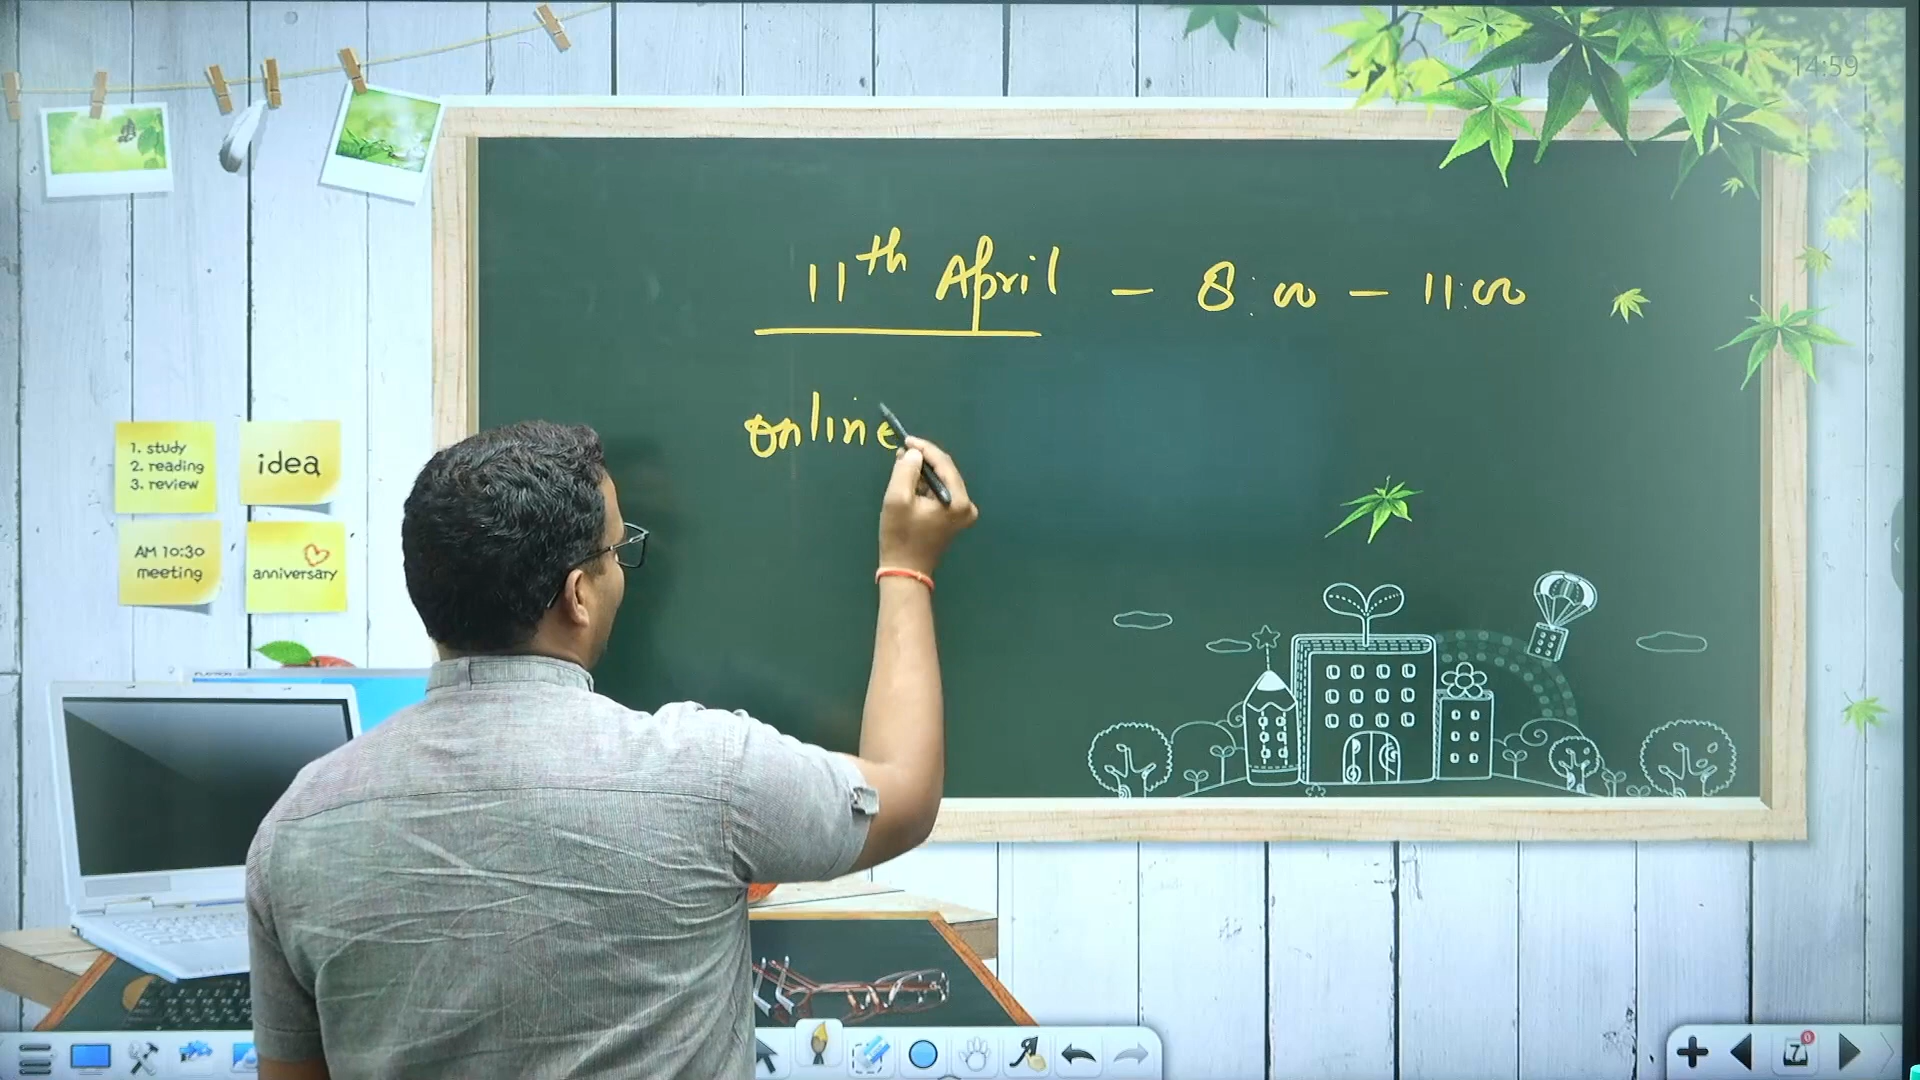 14:59
11th April - 8:00 - 11:00
online
1. study
2. reading
3. review
idea
AM 10:30
meeting
anniversary
7